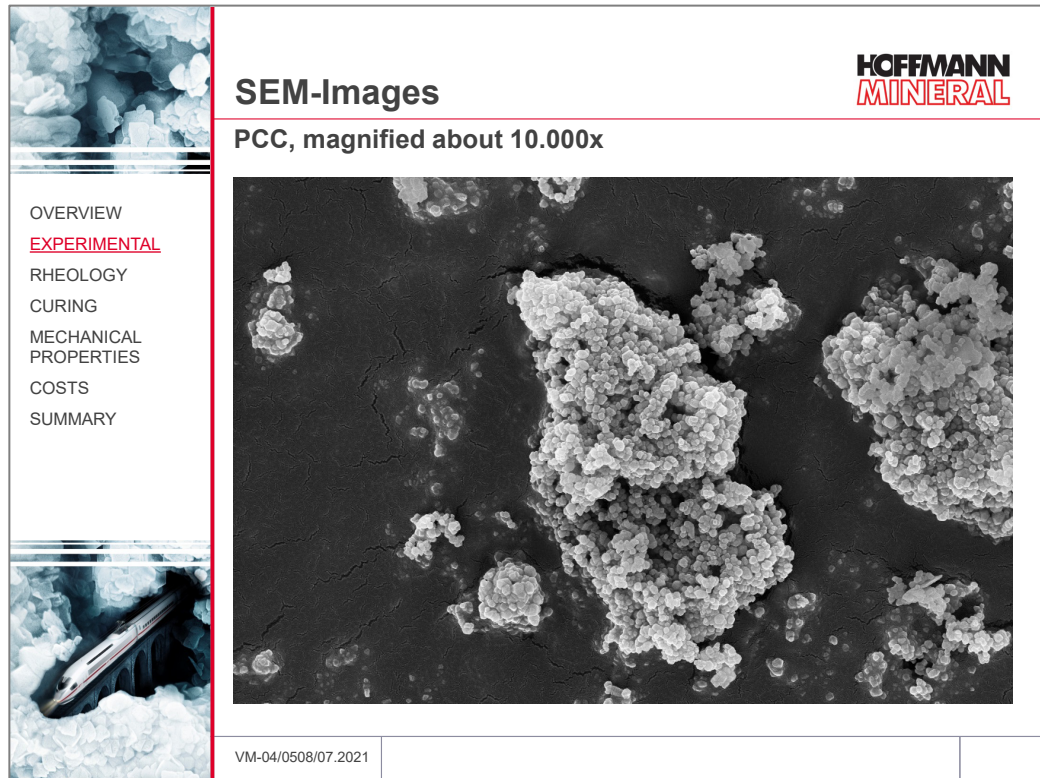 SEM-Images
HOFFMANN
MINERAL
PCC, magnified about 10.000x
OVERVIEW
EXPERIMENTAL
RHEOLOGY
CURING
MECHANICAL
PROPERTIES
COSTS
SUMMARY
VM-04/0508/07.2021